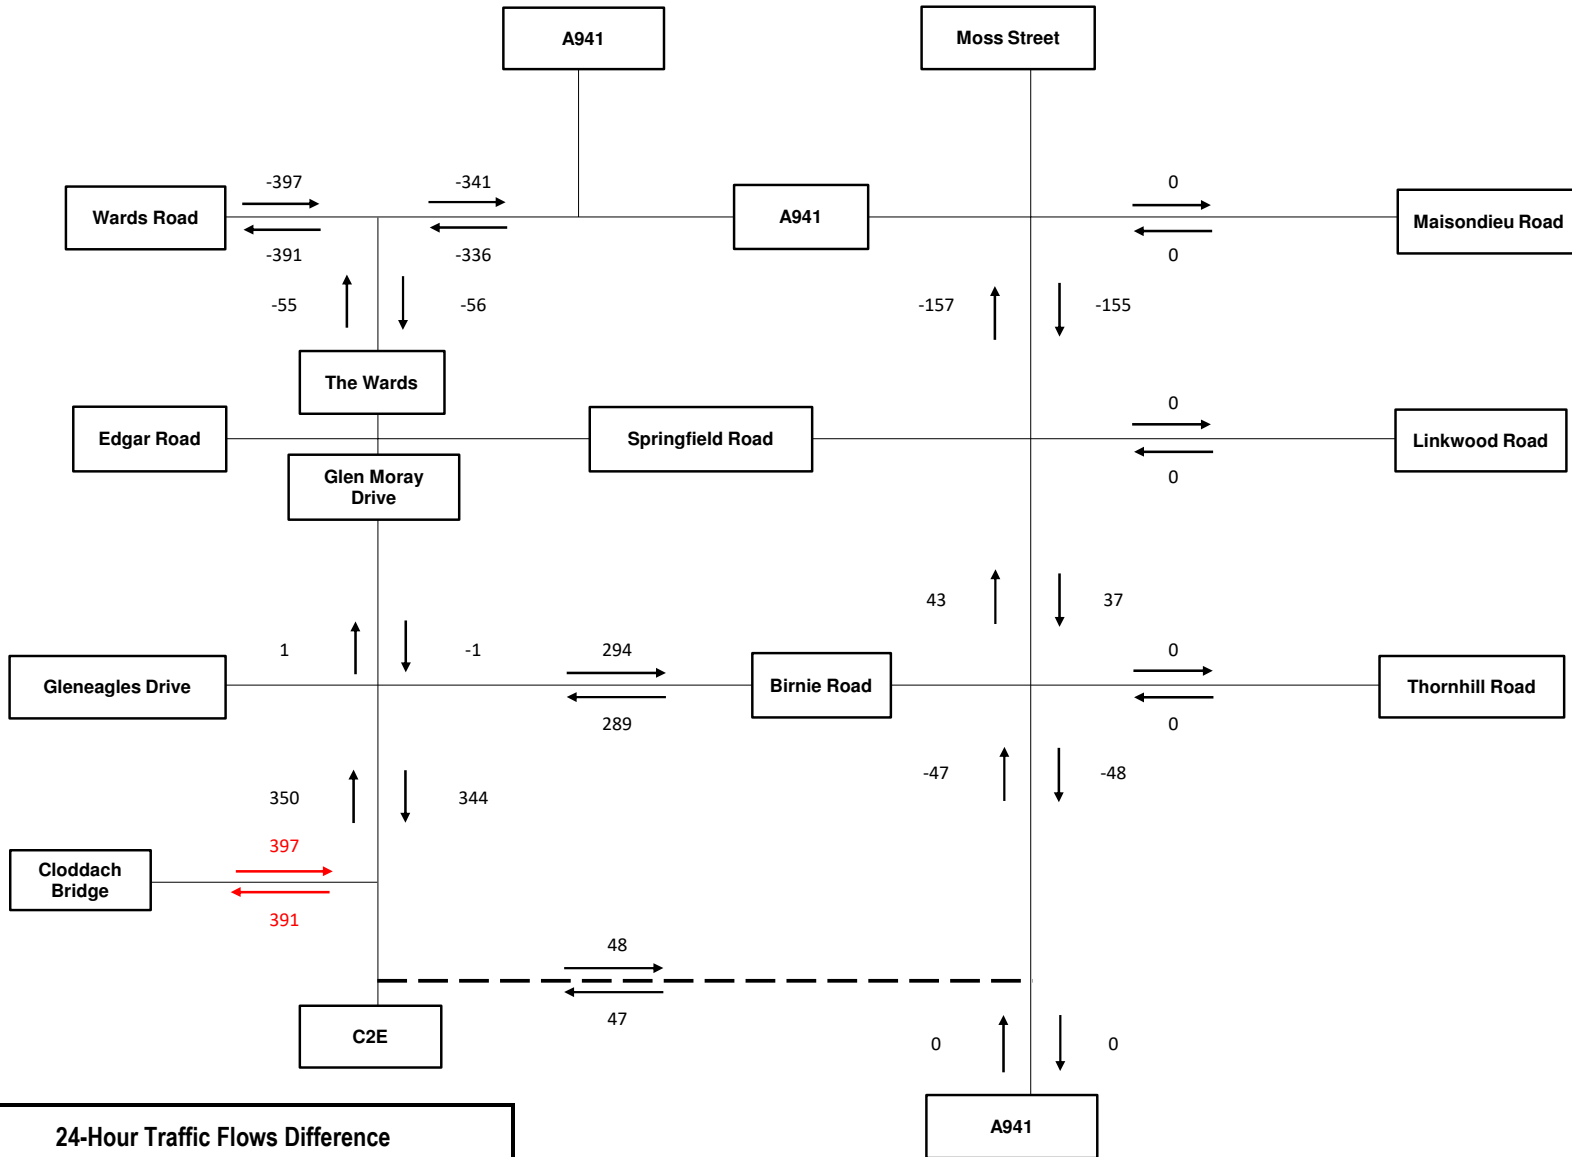 A941
Moss Street
-397
-341
0
Wards Road
A941
Maisondieu Road
-391
-336
0
-55
-56
-157
-155
The Wards
0
Edgar Road
Springfield Road
Linkwood Road
Glen Moray
Drive
0
43
37
1
-1
294
0
Gleneagles Drive
Birnie Road
Thornhill Road
289
0
-47
-48
350
344
397
Cloddach
Bridge
391
48
47
C2E
0
0
A941
24-Hour Traffic Flows Difference